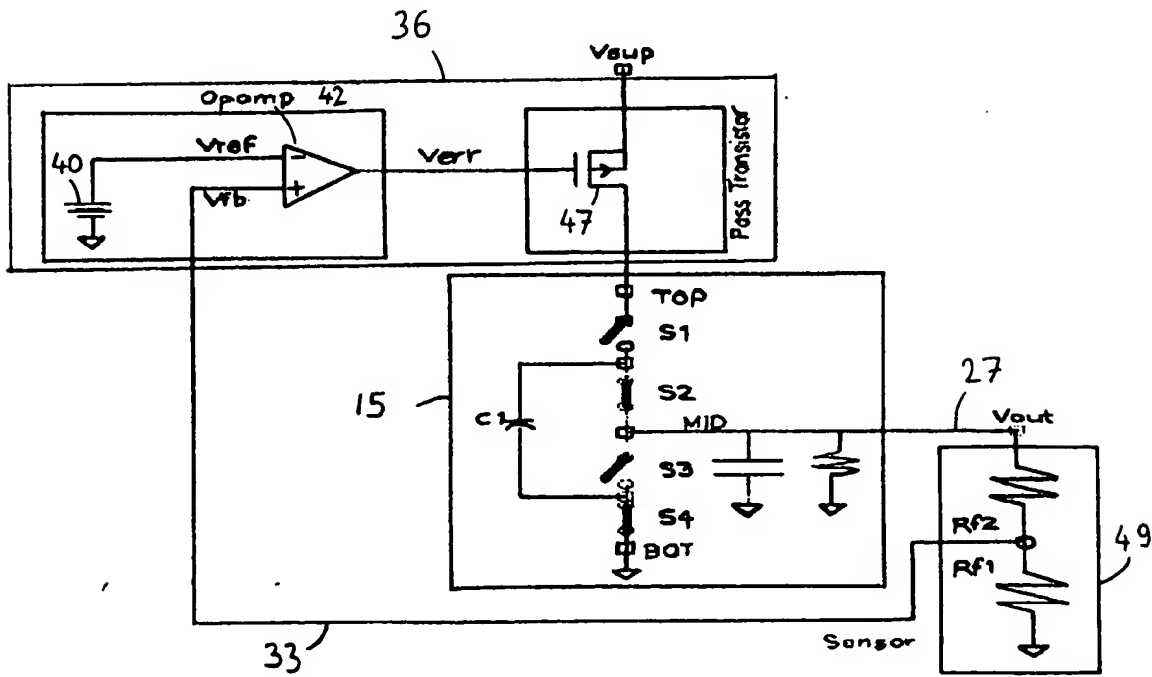 36
Vsup
Opamp 42
Vref
40
Verr
Vfb
47
Pass Transistor
TOP
S1
27
15
S2
C1
MID
Vout
S3
S4
Rf2
49
BOT
Rf1
Sensor
33